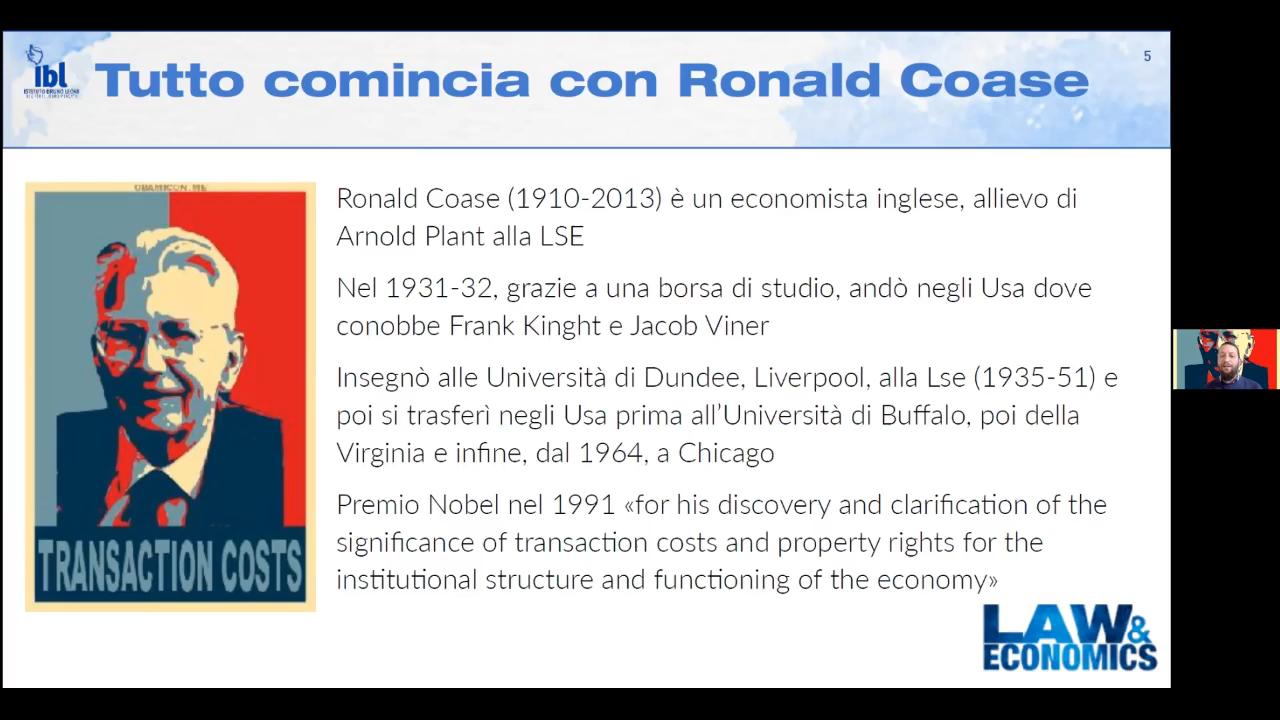 5
ibl
ISTITUTO BRUNO LEONI
Tutto comincia con Ronald Coase
OBAMICON.ME
TRANSACTION COSTS
Ronald Coase (1910-2013) è un economista inglese, allievo di
Arnold Plant alla LSE
Nel 1931-32, grazie a una borsa di studio, andò negli Usa dove
conobbe Frank Kinght e Jacob Viner
Insegnò alle Università di Dundee, Liverpool, alla Lse (1935-51) e
poi si trasferì negli Usa prima all’Università di Buffalo, poi della
Virginia e infine, dal 1964, a Chicago
Premio Nobel nel 1991 «for his discovery and clarification of the
significance of transaction costs and property rights for the
institutional structure and functioning of the economy»
LAW &
ECONOMICS